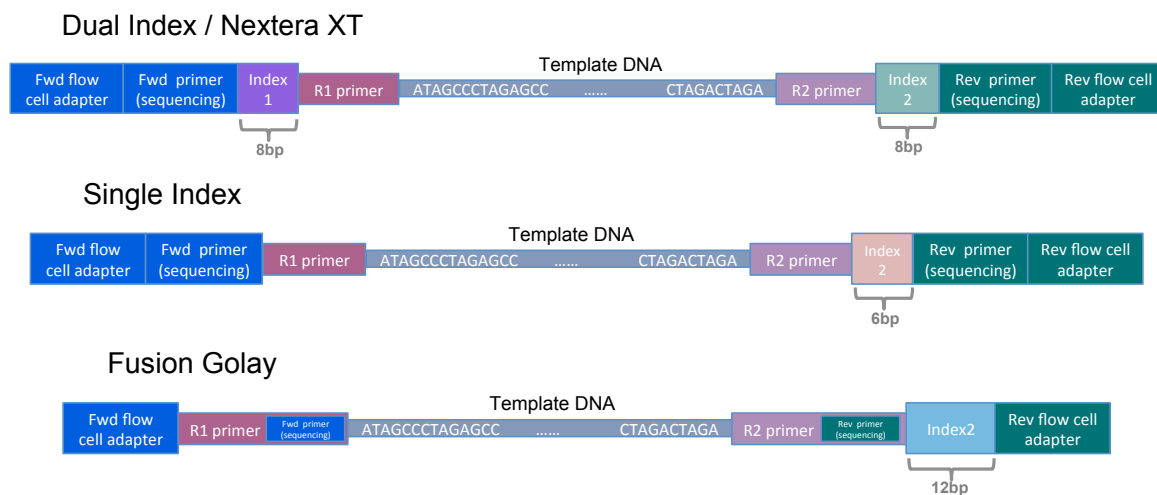 Dual Index / Nextera XT
Template DNA
Fwd flow cell adapter
Fwd primer (sequencing)
Index 1
R1 primer
ATAGCCCTAGAGCC ...... CTAGACTAGA
R2 primer
Index 2
Rev primer (sequencing)
Rev flow cell adapter
8bp
8bp
Single Index
Template DNA
Fwd flow cell adapter
Fwd primer (sequencing)
R1 primer
ATAGCCCTAGAGCC ...... CTAGACTAGA
R2 primer
Index 2
Rev primer (sequencing)
Rev flow cell adapter
6bp
Fusion Golay
Template DNA
Fwd flow cell adapter
R1 primer
Fwd primer (sequencing)
ATAGCCCTAGAGCC ...... CTAGACTAGA
R2 primer
Rev primer (sequencing)
Index2
Rev flow cell adapter
12bp